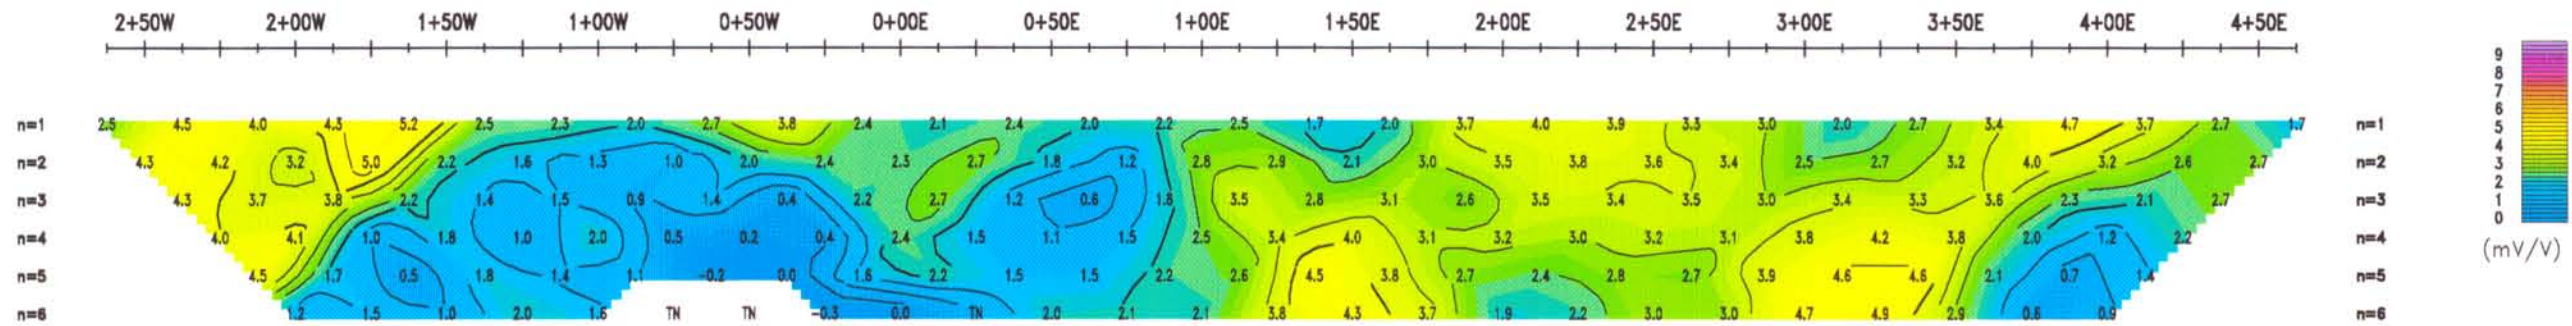 2+50W 2+00W 1+50W 1+00W 0+50W 0+00E 0+50E 1+00E 1+50E 2+00E 2+50E 3+00E 3+50E 4+00E 4+50E
n=1 2.5 4.5 4.0 4.3 5.2 2.5 2.3 2.0 2.7 3.8 2.4 2.1 2.4 2.0 2.2 2.5 1.7 2.0 3.7 4.0 3.9 3.3 3.0 2.0 2.7 3.4 4.7 3.7 2.7 1.7 n=1
n=2 4.3 4.2 3.2 5.0 2.2 1.6 1.3 1.0 2.0 2.4 2.3 2.7 1.8 1.2 2.8 2.9 2.1 3.0 3.5 3.8 3.6 3.4 2.5 2.7 3.2 4.0 3.2 2.6 2.7 n=2
n=3 4.3 3.7 3.8 2.2 1.4 1.5 0.9 1.4 0.4 2.2 2.7 1.2 0.6 1.8 3.5 2.8 3.1 2.6 3.5 3.4 3.5 3.0 3.4 3.3 3.6 2.3 2.1 2.7 n=3
n=4 4.0 4.1 1.0 1.8 1.0 2.0 0.5 0.2 0.4 2.4 1.5 1.1 1.5 2.5 3.4 4.0 3.1 3.2 3.0 3.2 3.1 3.8 4.2 3.8 2.0 1.2 2.2 n=4
n=5 4.5 1.7 0.5 1.8 1.4 1.1 -0.2 0.0 1.6 2.2 1.5 1.5 2.2 2.6 4.5 3.8 2.7 2.4 2.8 2.7 3.9 4.6 4.6 2.1 0.7 1.4 n=5
n=6 1.2 1.5 1.0 2.0 1.6 TN TN -0.3 0.0 TN 2.0 2.1 2.1 3.8 4.3 3.7 1.9 2.2 3.0 3.0 4.7 4.9 2.9 0.6 0.9 n=6
9
8
7
6
5
4
3
2
1
0
(mV/V)